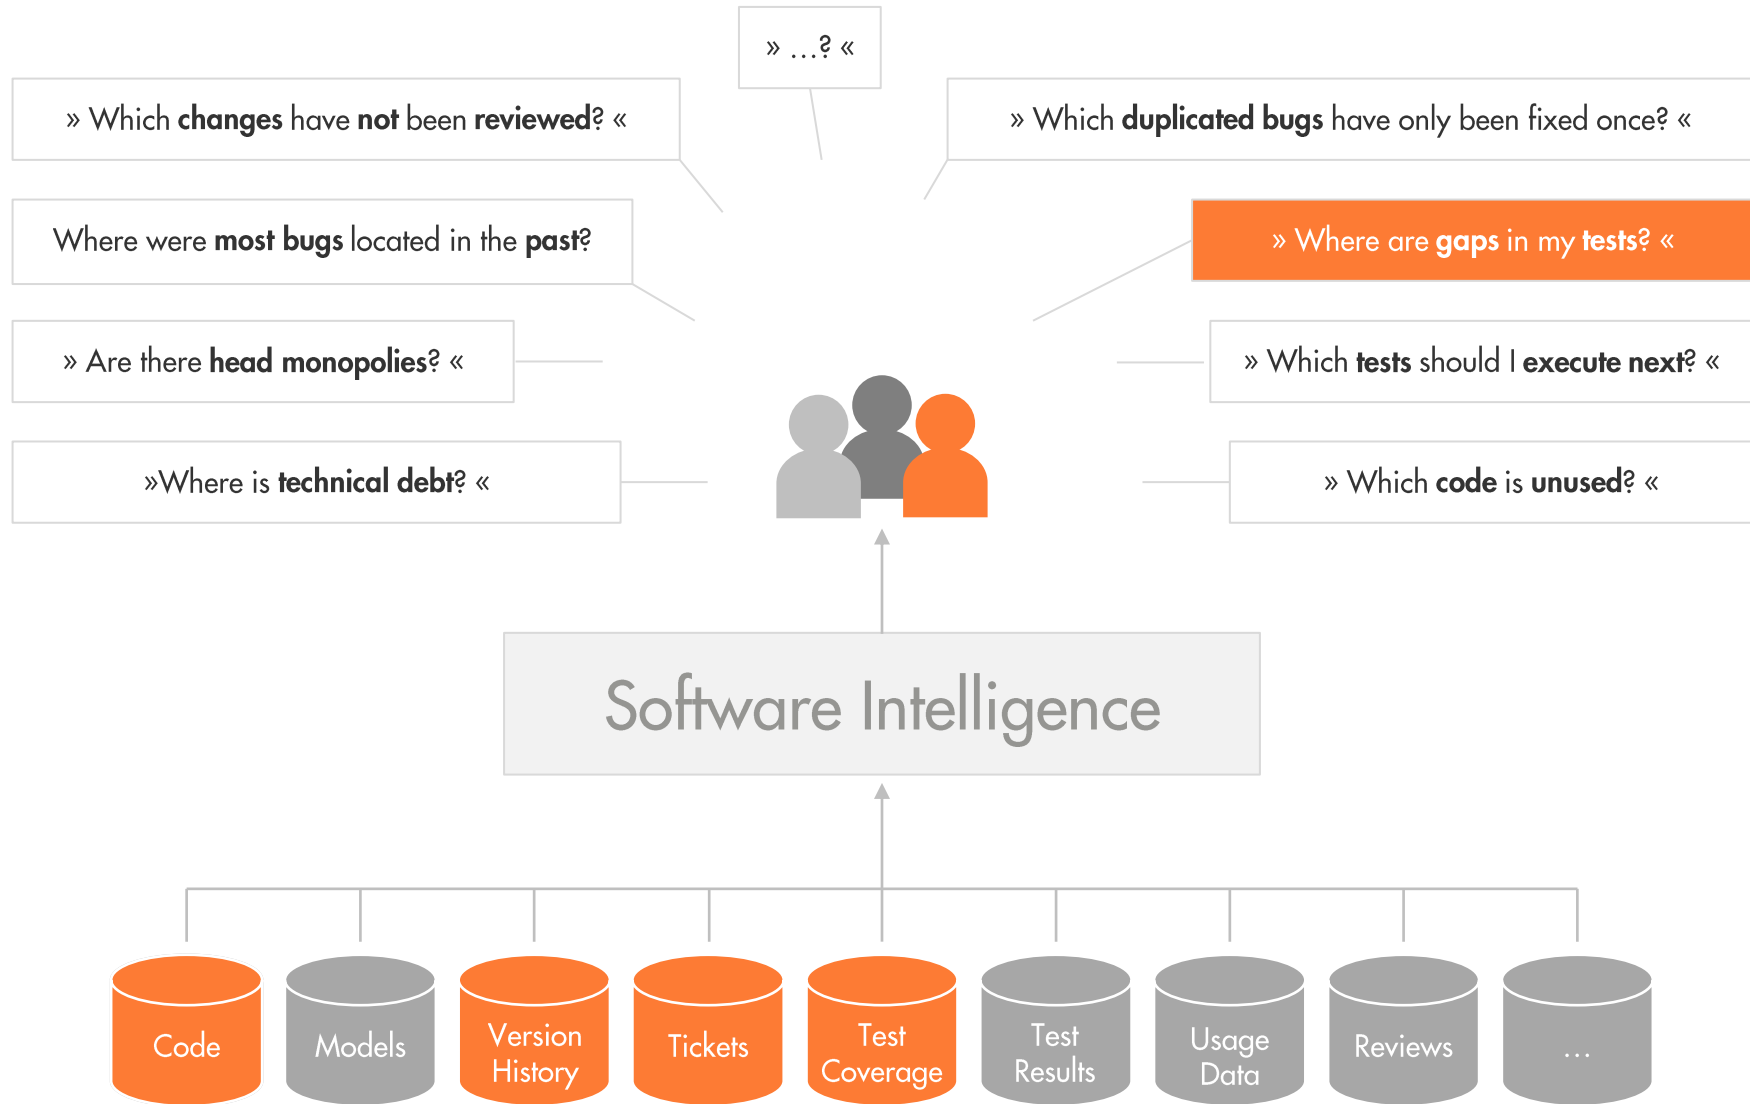 » …? «
» Which changes have not been reviewed? «
» Which duplicated bugs have only been fixed once? «
Where were most bugs located in the past?
» Where are gaps in my tests? «
» Are there head monopolies? «
» Which tests should I execute next? «
»Where is technical debt? «
» Which code is unused? «
Software Intelligence
Code
Models
Version
History
Tickets
Test
Coverage
Test
Results
Usage
Data
Reviews
…